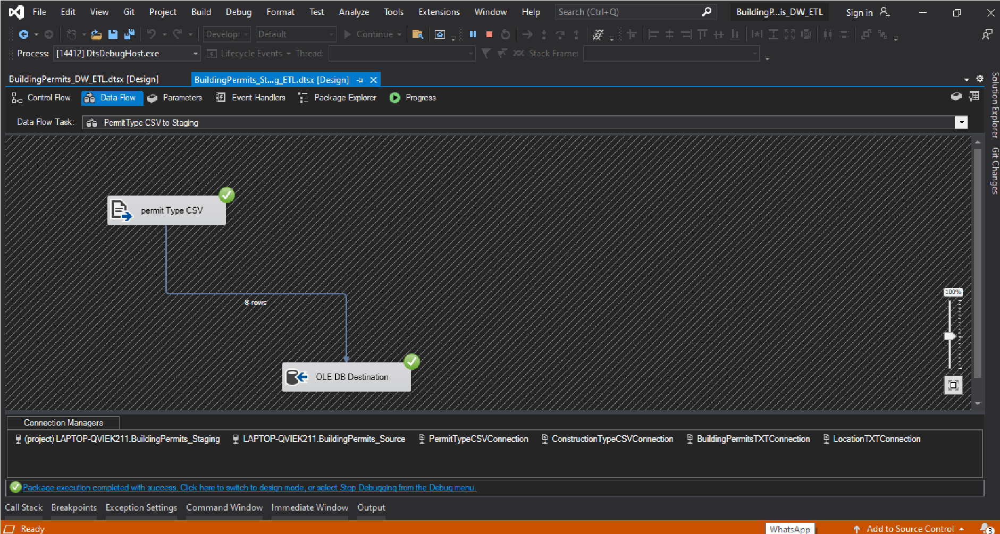 File Edit View Git Project Build Debug Format Test Analyze Tools Extensions Window Help Search (Ctrl+Q) BuildingP...is_DW_ETL Sign in
Developı Default Continue
Process: [14412] DtsDebugHost.exe Lifecycle Events Thread: Stack Frame:
BuildingPermits_DW_ETL.dtsx [Design] BuildingPermits_St...g_ETL.dtsx [Design]
Control Flow Data Flow Parameters Event Handlers Package Explorer Progress
Data Flow Task: PermitType CSV to Staging
Solution Explorer
Git Changes
permit Type CSV
8 rows
100%
OLE DB Destination
Connection Managers
(project) LAPTOP-QVIEK211.BuildingPermits_Staging LAPTOP-QVIEK211.BuildingPermits_Source PermitTypeCSVConnection ConstructionTypeCSVConnection BuildingPermitsTXTConnection LocationTXTConnection
Package execution completed with success. Click here to switch to design mode, or select Stop Debugging from the Debug menu.
Call Stack Breakpoints Exception Settings Command Window Immediate Window Output
Ready WhatsApp Add to Source Control 3